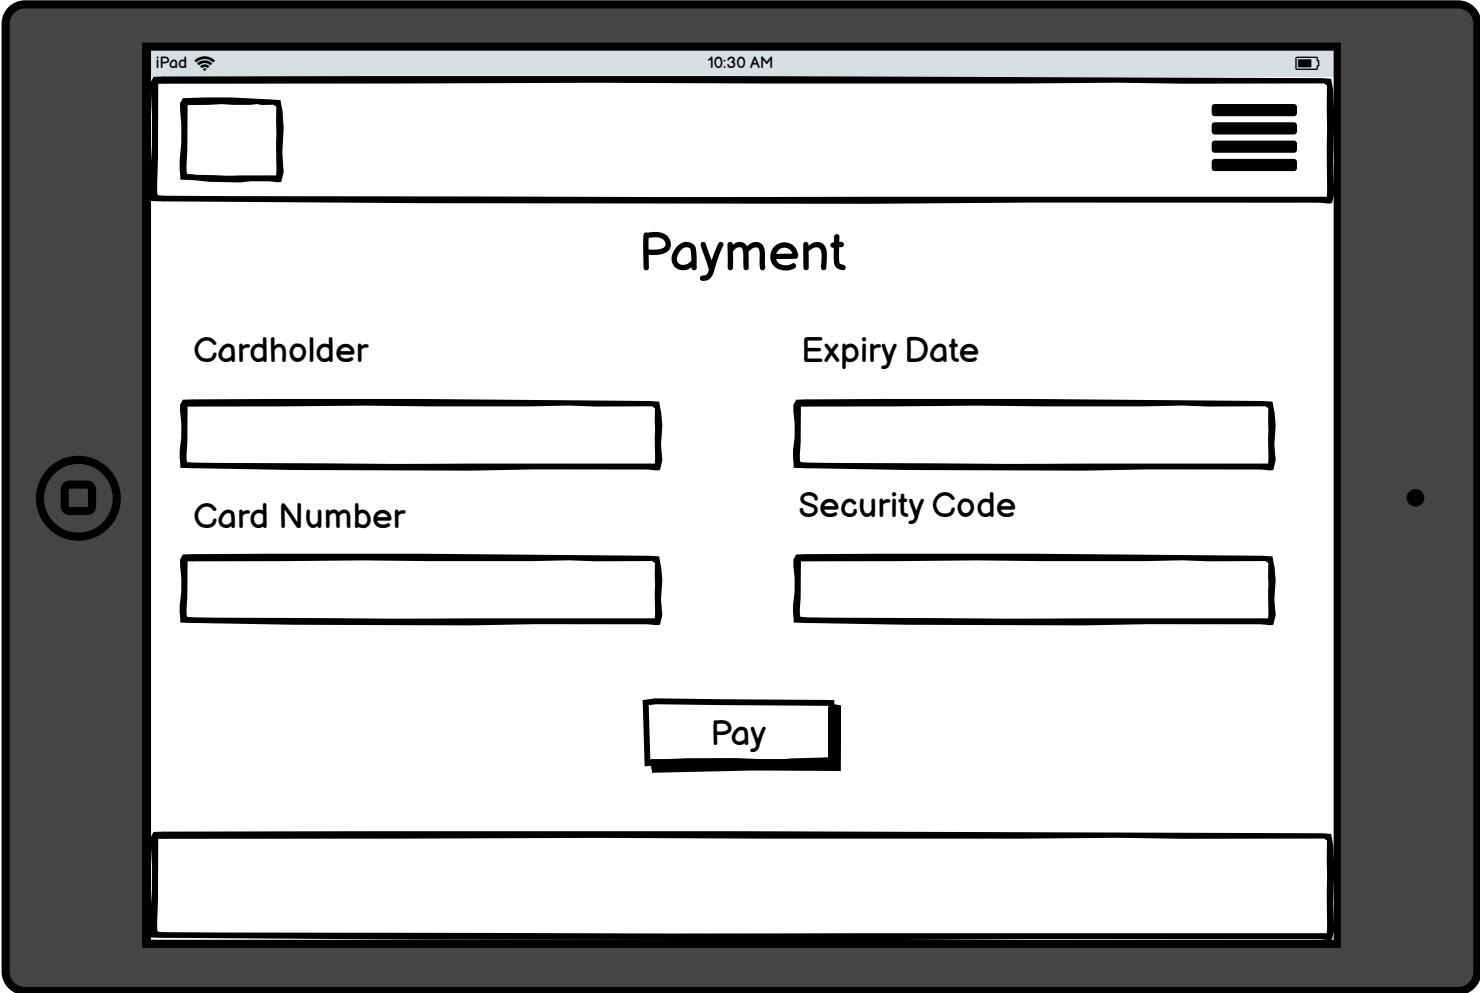 iPad
10:30 AM
Payment
Cardholder
Expiry Date
Card Number
Security Code
Pay